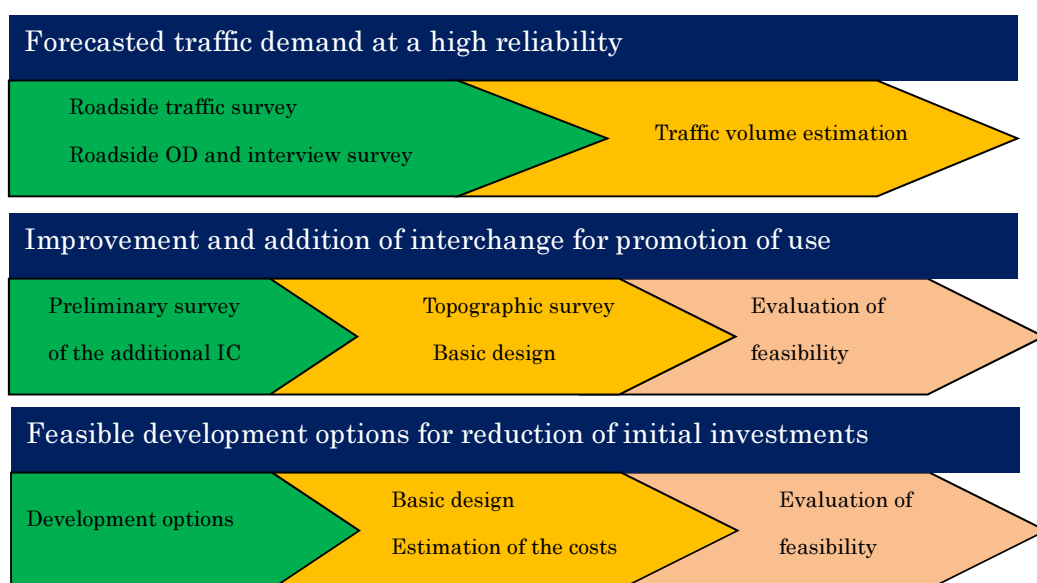 Forecasted traffic demand at a high reliability
Roadside traffic survey
Roadside OD and interview survey
Traffic volume estimation
Improvement and addition of interchange for promotion of use
Preliminary survey
of the additional IC
Topographic survey
Basic design
Evaluation of
feasibility
Feasible development options for reduction of initial investments
Development options
Basic design
Estimation of the costs
Evaluation of
feasibility